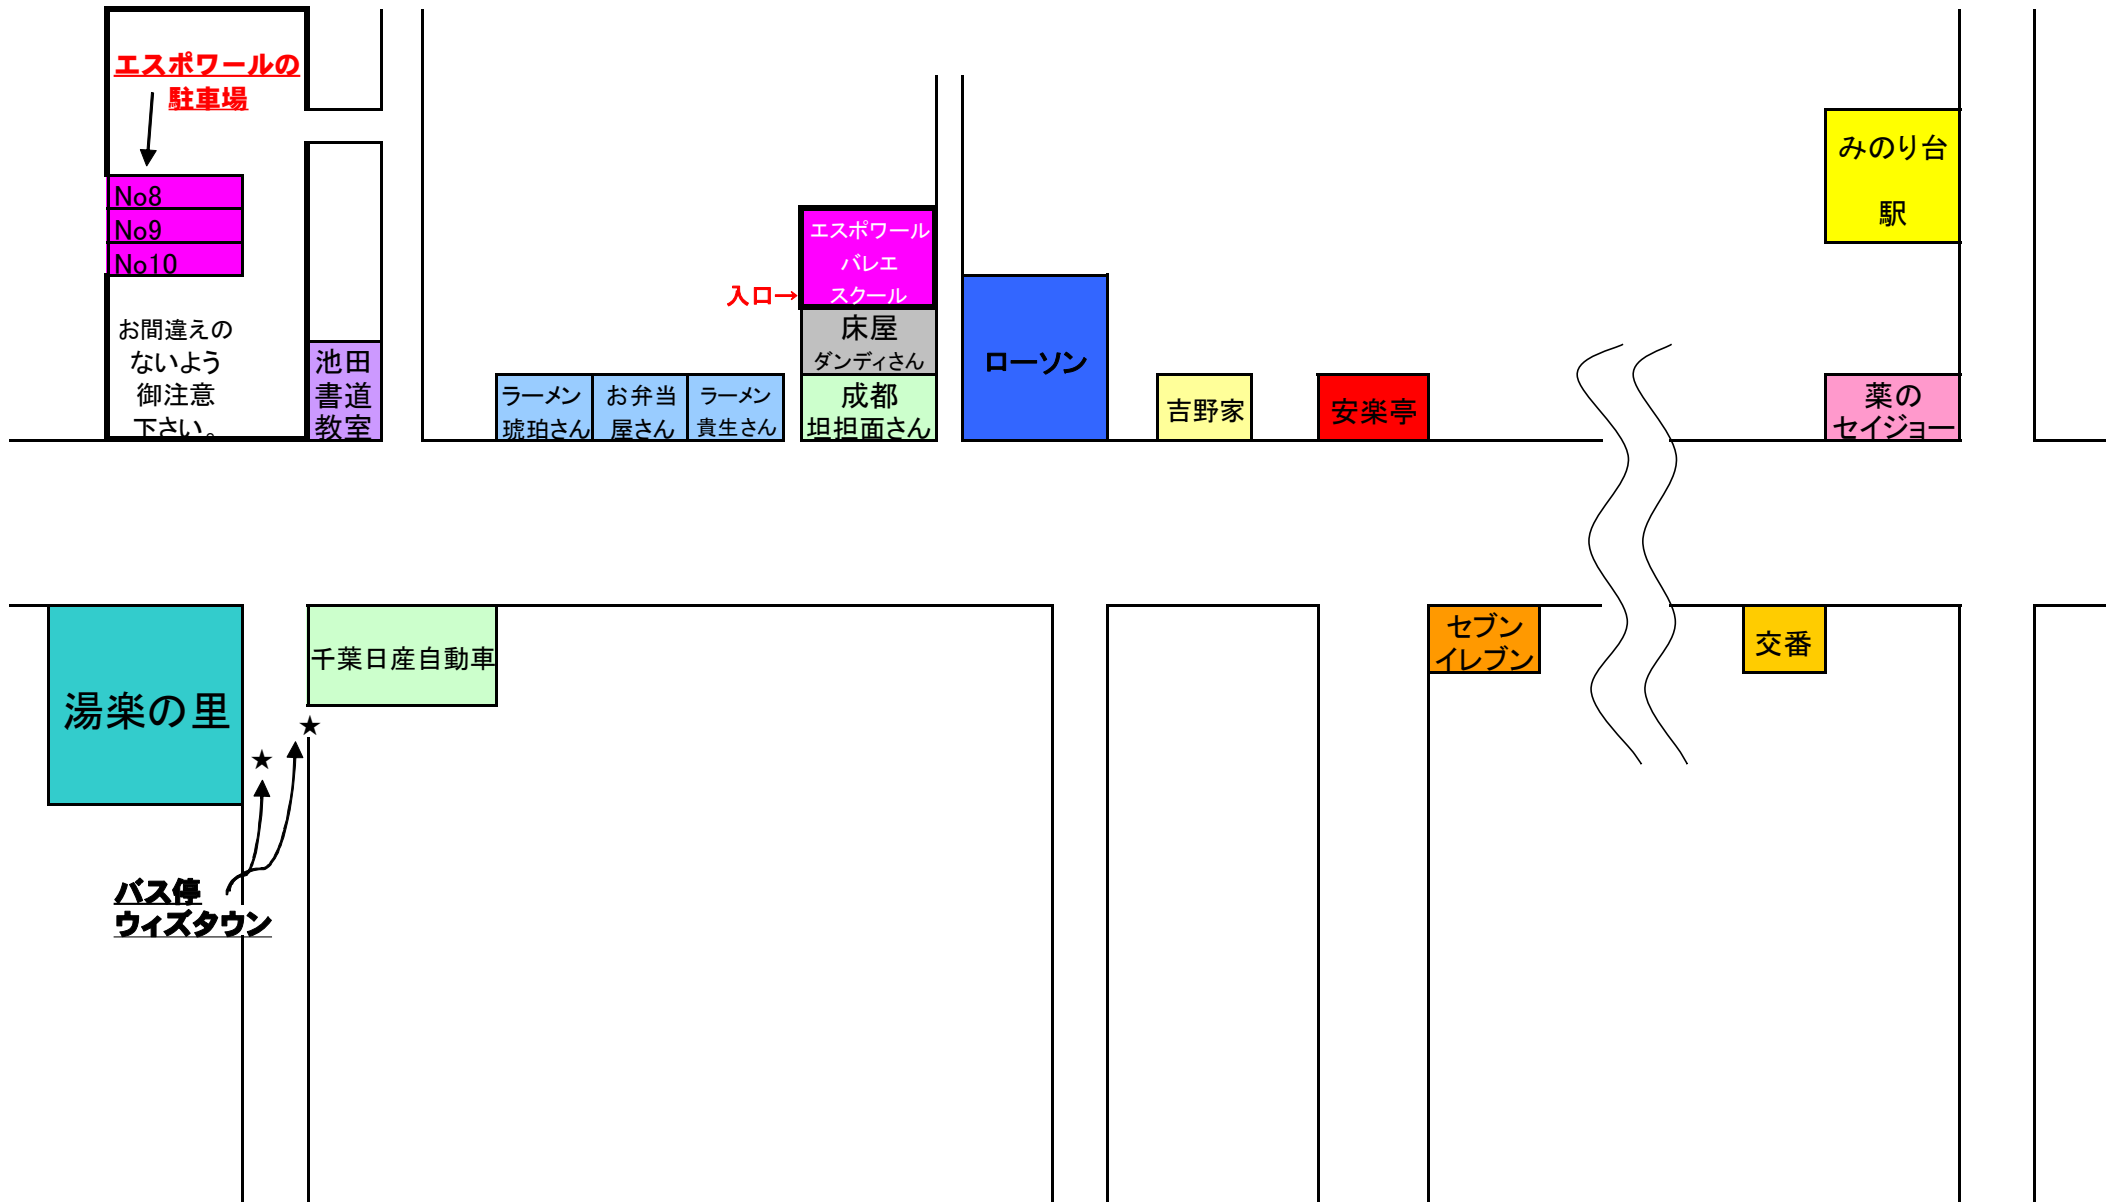 エスポワールの
駐車場
No8
No9
No10
お間違えの
ないよう
御注意
下さい。
池田
書道
教室
ラーメン
琥珀さん
お弁当
屋さん
ラーメン
貴生さん
エスポワール
バレエ
スクール
入口→
床屋
ダンディさん
成都
坦担面さん
ローソン
吉野家
安楽亭
みのり台
駅
薬の
セイジョー
湯楽の里
千葉日産自動車
★
★
バス停
ウィズタウン
セブン
イレブン
交番